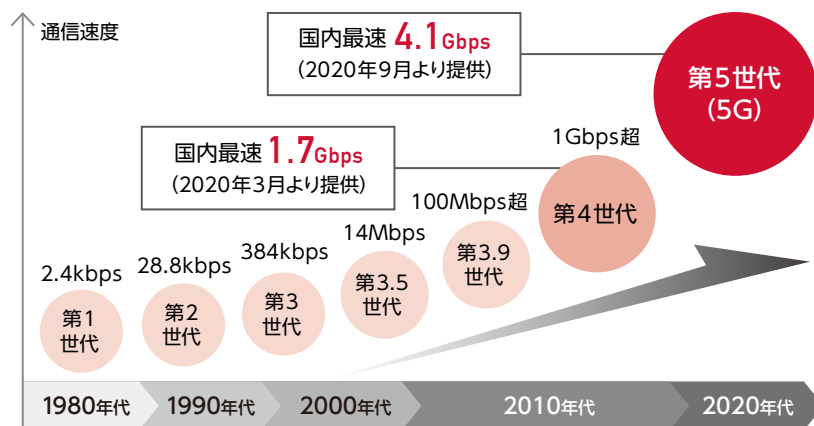 通信速度
国内最速 4.1Gbps
(2020年9月より提供)
第5世代
(5G)
国内最速 1.7Gbps
(2020年3月より提供)
1Gbps超
第4世代
100Mbps超
第3.9
世代
14Mbps
第3.5
世代
384kbps
第3
世代
28.8kbps
第2
世代
2.4kbps
第1
世代
1980年代
1990年代
2000年代
2010年代
2020年代